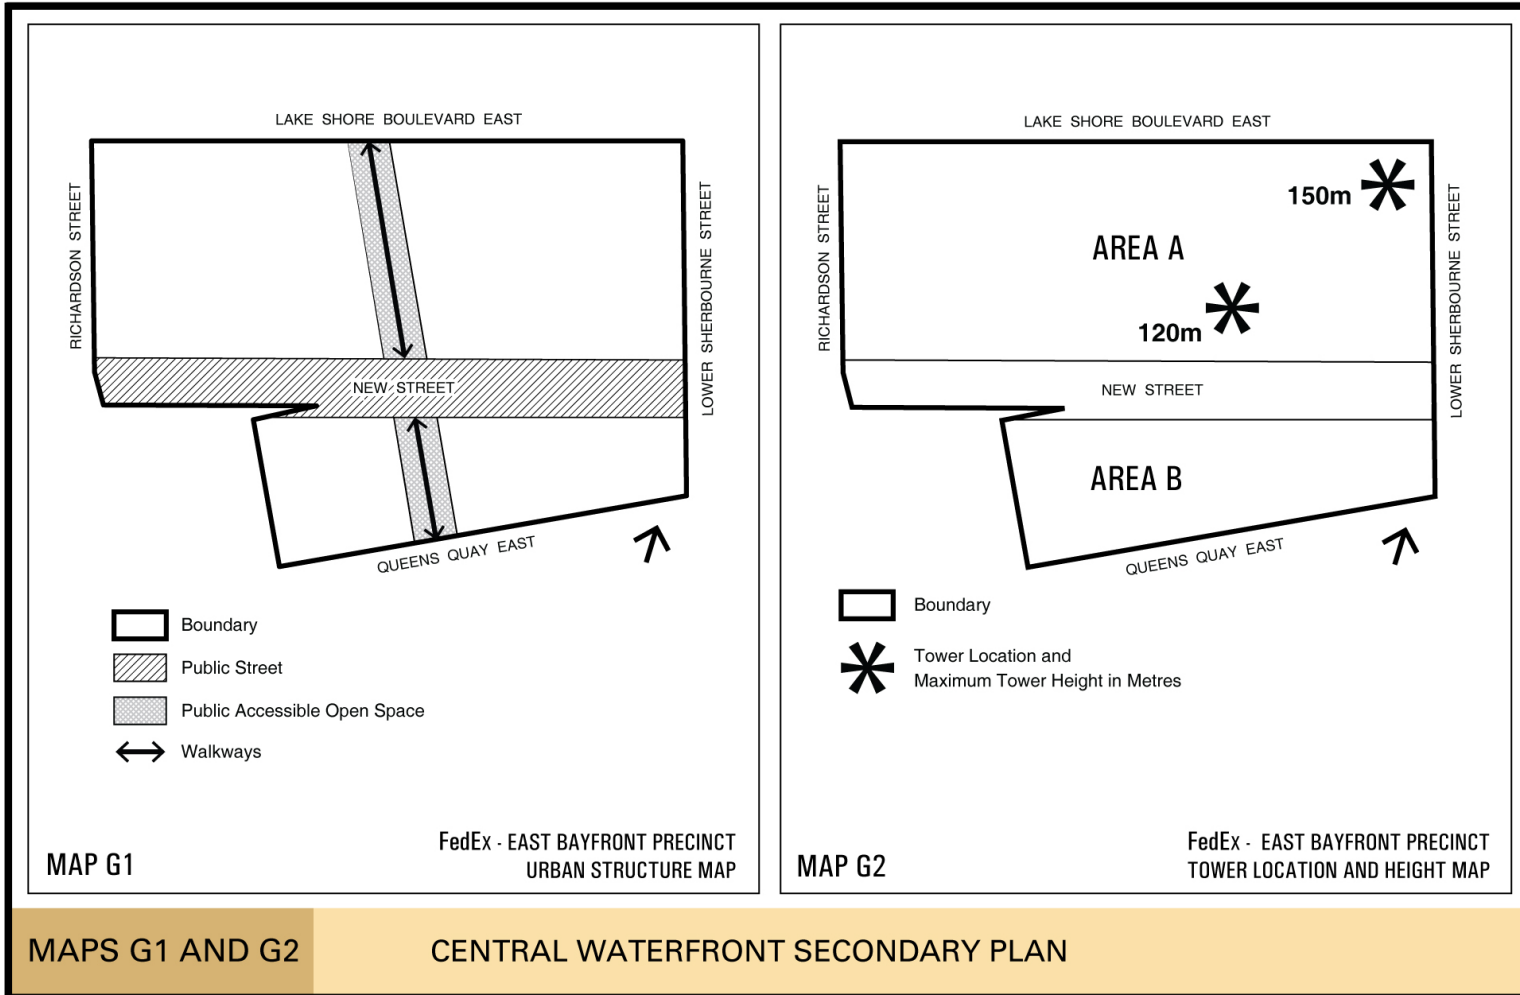 LAKE SHORE BOULEVARD EAST
RICHARDSON STREET
LOWER SHERBOURNE STREET
NEW STREET
QUEENS QUAY EAST
Boundary
Public Street
Public Accessible Open Space
Walkways
MAP G1
FedEx - EAST BAYFRONT PRECINCT
URBAN STRUCTURE MAP
LAKE SHORE BOULEVARD EAST
RICHARDSON STREET
150m
LOWER SHERBOURNE STREET
AREA A
120m
NEW STREET
AREA B
QUEENS QUAY EAST
Boundary
Tower Location and
Maximum Tower Height in Metres
MAP G2
FedEx - EAST BAYFRONT PRECINCT
TOWER LOCATION AND HEIGHT MAP
MAPS G1 AND G2
CENTRAL WATERFRONT SECONDARY PLAN